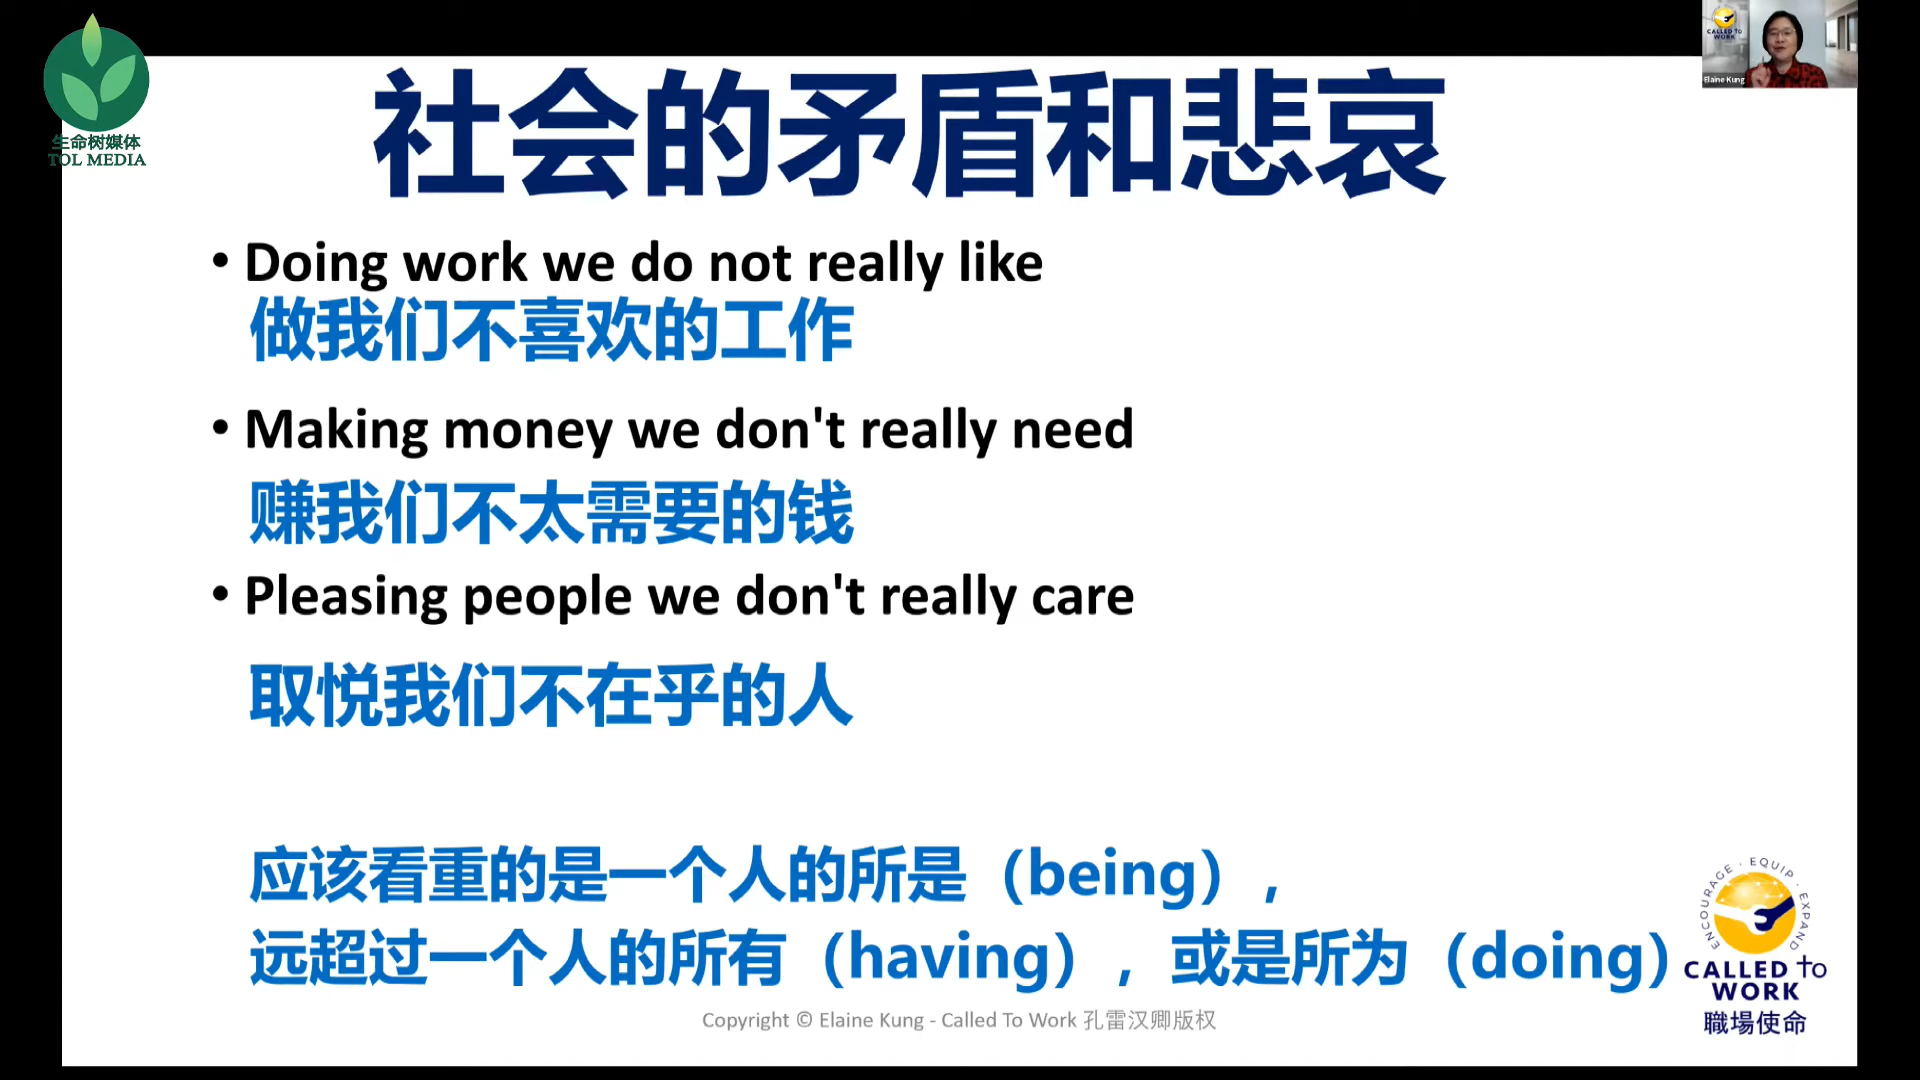 生命树媒体
TOL MEDIA
CALLED TO
WORK
Elaine Kung
社会的矛盾和悲哀
• Doing work we do not really like
做我们不喜欢的工作
• Making money we don't really need
赚我们不太需要的钱
• Pleasing people we don't really care
取悦我们不在乎的人
应该看重的是一个人的所是（being），
远超过一个人的所有（having），或是所为（doing）
ENCOURAGE · EQUIP · EXPAND
CALLED TO
WORK
職場使命
Copyright © Elaine Kung - Called To Work 孔雷汉卿版权